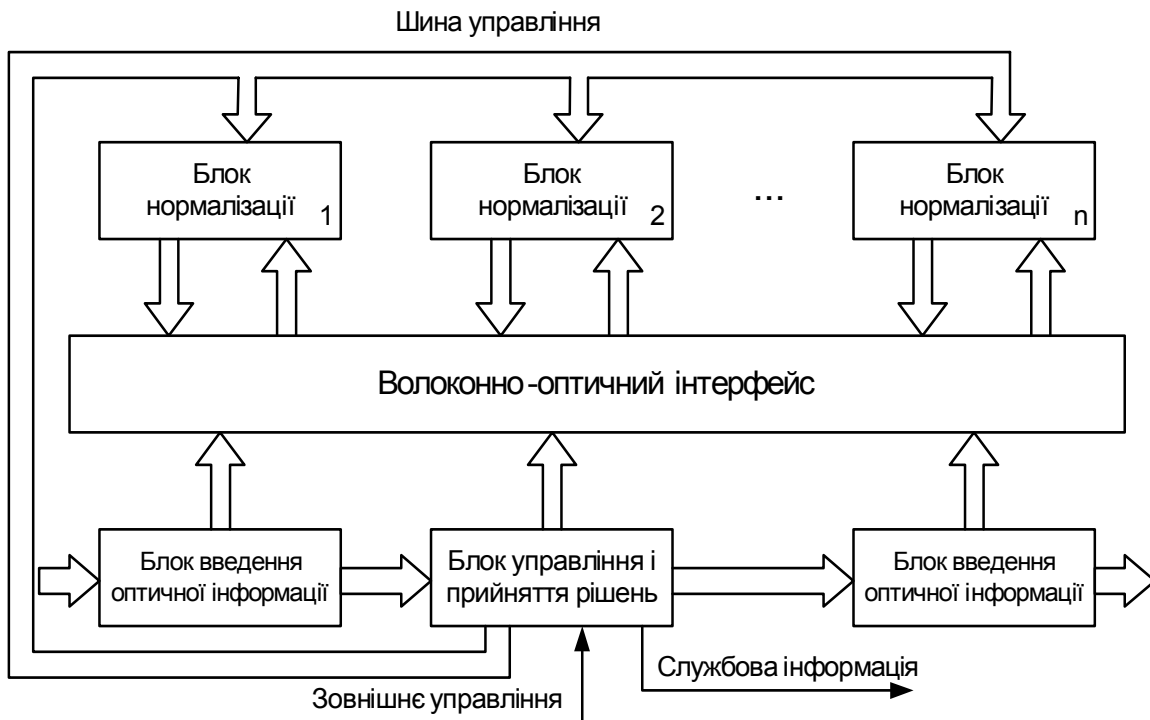 Шина управління
Блок
нормалізації 1
Блок
нормалізації 2
...
Блок
нормалізації n
Волоконно-оптичний інтерфейс
Блок введення
оптичної інформації
Блок управління і
прийняття рішень
Блок введення
оптичної інформації
Службова інформація
Зовнішнє управління